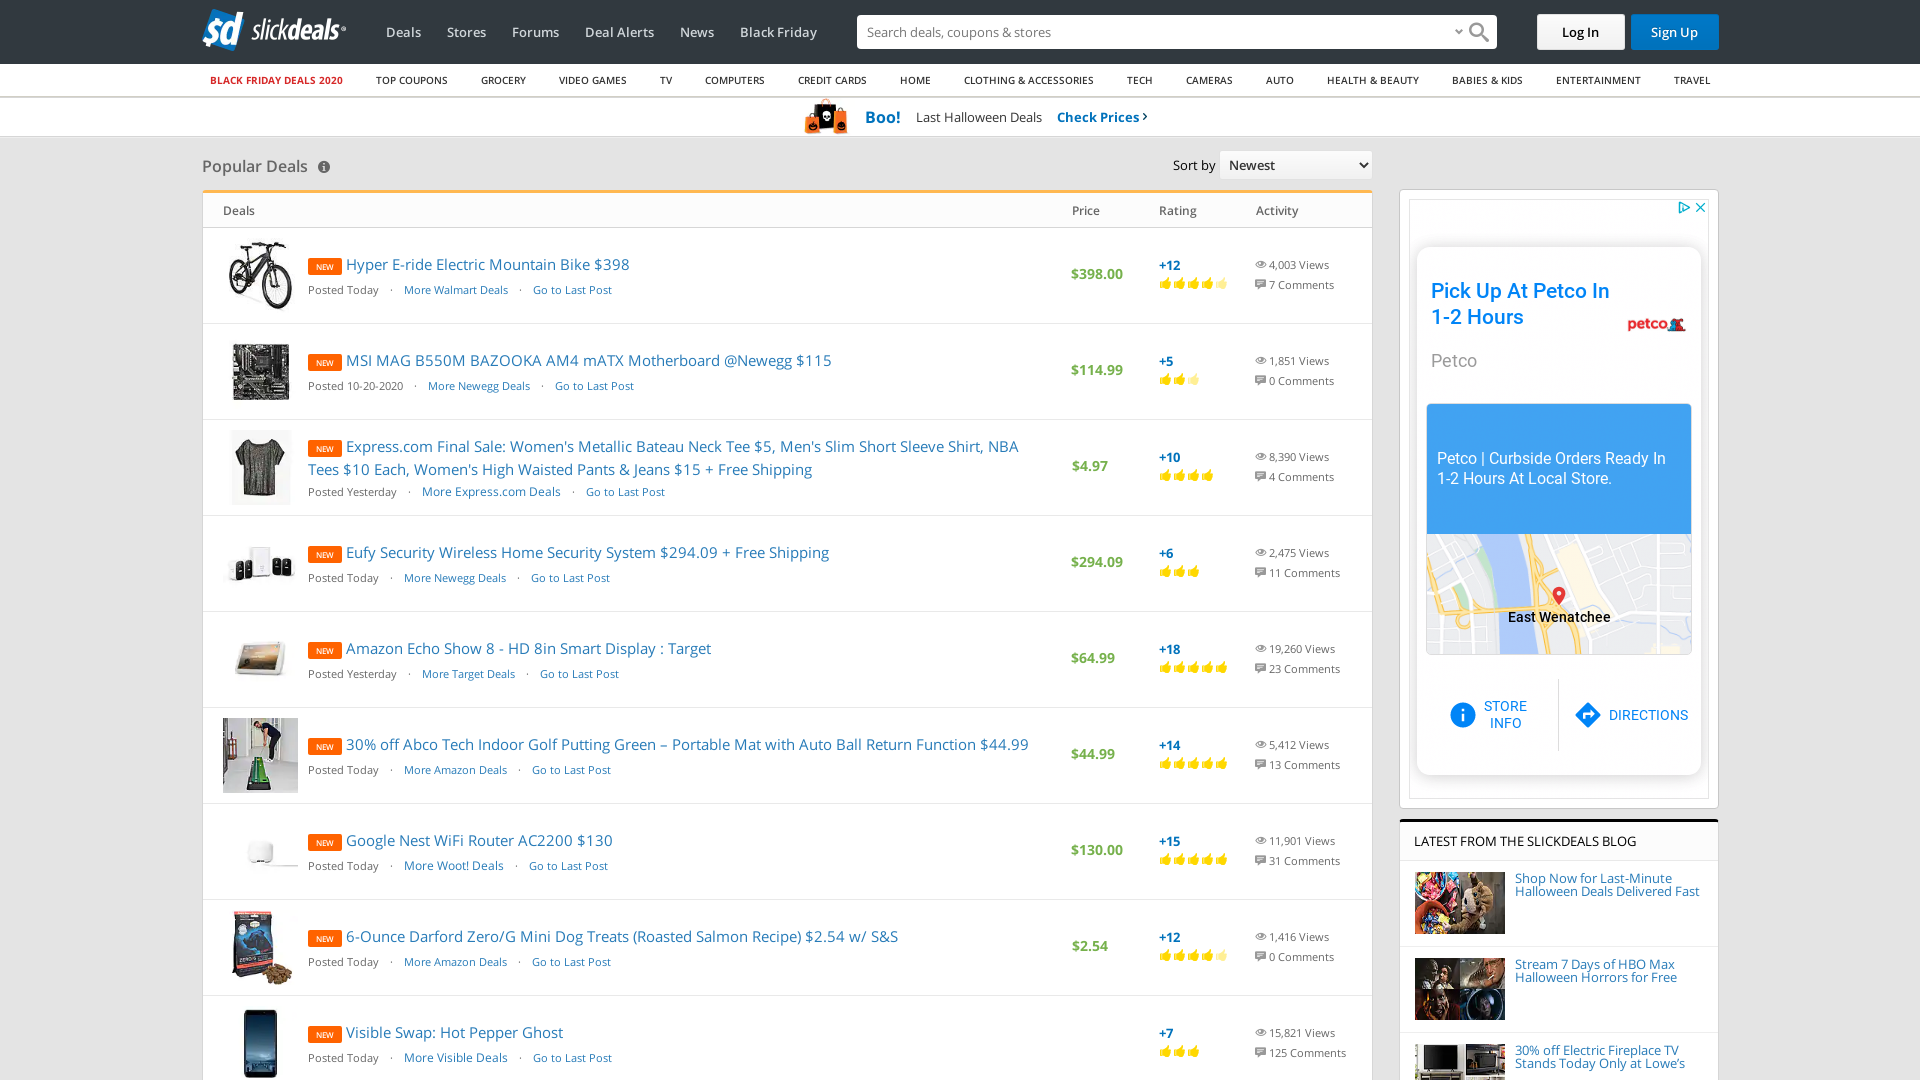 slickdeals
Deals
Stores
Forums
Deal Alerts
News
Black Friday
Search deals, coupons & shopping
Log In
Sign Up
BLACK FRIDAY DEALS 2020
TOP COUPONS
GROCERY
VIDEO GAMES
TV
COMPUTERS
CREDIT CARDS
HOME
CLOTHING & ACCESSORIES
TECH
CAMERAS
AUTO
HEALTH & BEAUTY
BABIES & KIDS
ENTERTAINMENT
TRAVEL
Boo! Last Halloween Deals Check Prices
Popular Deals
Sort by Newest
Deals Price Rating Activity
NEW Hyper E-ride Electric Mountain Bike $398
Posted Today · More Walmart Deals · Go to Last Post
$398.00
+12
4,003 Views
7 Comments
NEW MSI MAG B550M BAZOOKA AM4 mATX Motherboard @Newegg $115
Posted 10-20-2020 · More Newegg Deals · Go to Last Post
$114.99
+5
1,851 Views
0 Comments
NEW Express.com Final Sale: Women's Metallic Bateau Neck Tee $5, Men's Slim Short Sleeve Shirt, NBA
Tees $10 Each, Women's High Waisted Pants & Jeans $15 + Free Shipping
Posted Yesterday · More Express.com Deals · Go to Last Post
$4.97
+10
8,390 Views
4 Comments
NEW Eufy Security Wireless Home Security System $294.09 + Free Shipping
Posted Today · More Newegg Deals · Go to Last Post
$294.09
+6
2,475 Views
11 Comments
NEW Amazon Echo Show 8 - HD 8in Smart Display : Target
Posted Yesterday · More Target Deals · Go to Last Post
$64.99
+18
19,260 Views
23 Comments
NEW 30% off Abco Tech Indoor Golf Putting Green – Portable Mat with Auto Ball Return Function $44.99
Posted Today · More Amazon Deals · Go to Last Post
$44.99
+14
5,412 Views
13 Comments
NEW Google Nest WiFi Router AC2200 $130
Posted Today · More Woot! Deals · Go to Last Post
$130.00
+15
11,901 Views
31 Comments
NEW 6-Ounce Darford Zero/G Mini Dog Treats (Roasted Salmon Recipe) $2.54 w/ S&S
Posted Today · More Amazon Deals · Go to Last Post
$2.54
+12
1,416 Views
0 Comments
NEW Visible Swap: Hot Pepper Ghost
Posted Today · More Visible Deals · Go to Last Post
+7
15,821 Views
125 Comments
Pick Up At Petco In
1-2 Hours
petco
Petco
Petco | Curbside Orders Ready In
1-2 Hours At Local Store.
East Wenatchee
STORE
INFO
DIRECTIONS
LATEST FROM THE SLICKDEALS BLOG
Shop Now for Last-Minute
Halloween Deals Delivered Fast
Stream 7 Days of HBO Max
Halloween Horrors for Free
30% off Electric Fireplace TV
Stands Today Only at Lowe’s